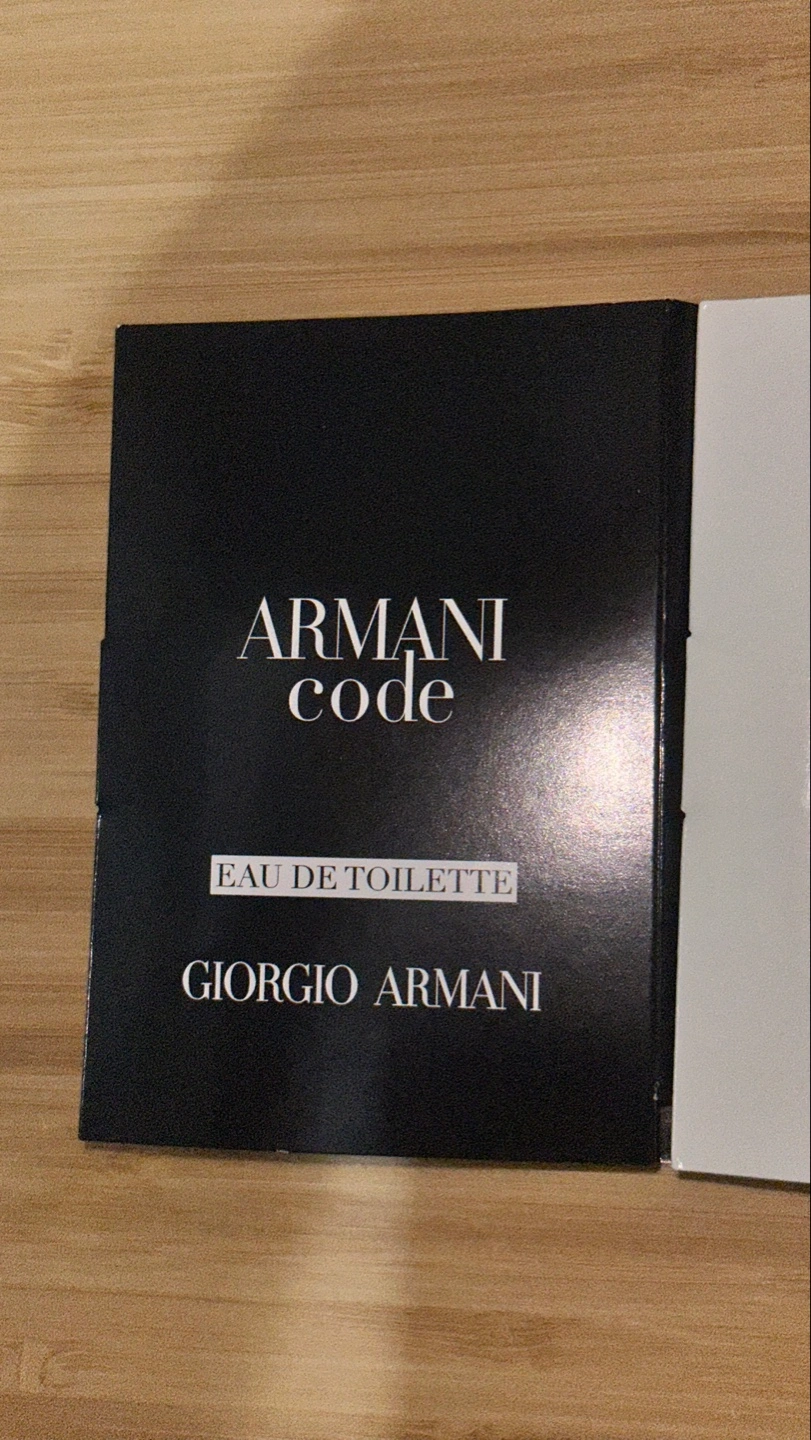 ARMANI
code
EAU DE TOILETTE
GIORGIO ARMANI